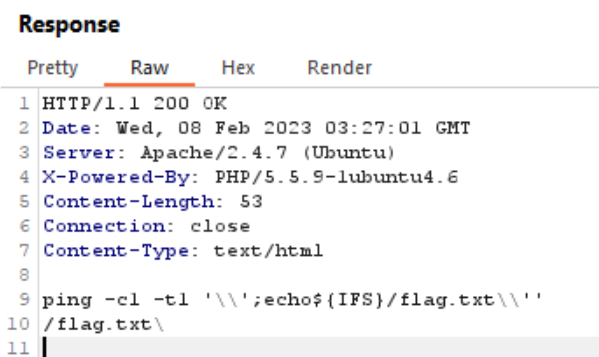 Response
Pretty Raw Hex Render
1 HTTP/1.1 200 OK
2 Date: Wed, 08 Feb 2023 03:27:01 GMT
3 Server: Apache/2.4.7 (Ubuntu)
4 X-Powered-By: PHP/5.5.9-1ubuntu4.6
5 Content-Length: 53
6 Connection: close
7 Content-Type: text/html
8
9 ping -c1 -t1 '\\';echo${IFS}/flag.txt\\''
10 /flag.txt\
11